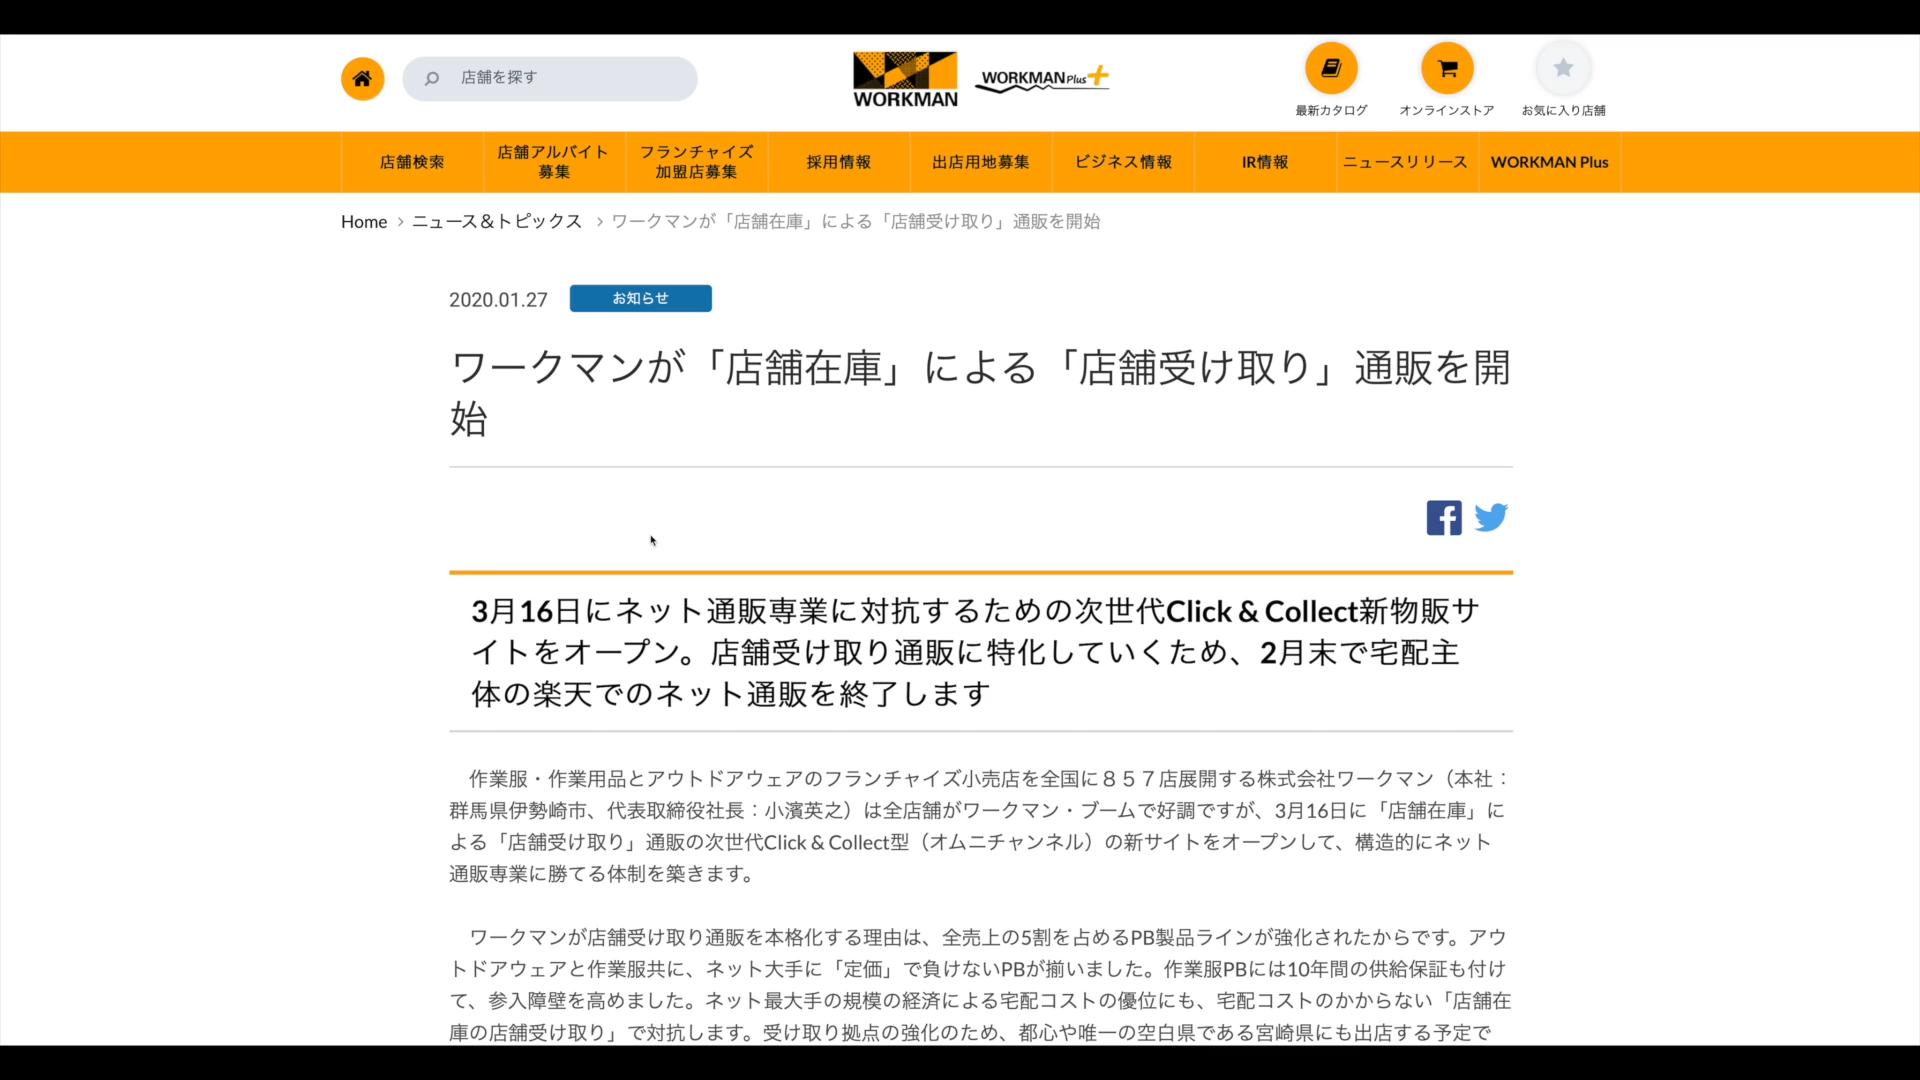 店舗を探す
WORKMAN
WORKMAN Plus
最新カタログ
オンラインストア
お気に入り店舗
店舗検索
店舗アルバイト
募集
フランチャイズ
加盟店募集
採用情報
出店用地募集
ビジネス情報
IR情報
ニュースリリース
WORKMAN Plus
Home > ニュース＆トピックス > ワークマンが「店舗在庫」による「店舗受け取り」通販を開始
2020.01.27 お知らせ
ワークマンが「店舗在庫」による「店舗受け取り」通販を開
始
3月16日にネット通販専業に対抗するための次世代Click & Collect新物販サ
イトをオープン。店舗受け取り通販に特化していくため、2月末で宅配主
体の楽天でのネット通販を終了します
作業服・作業用品とアウトドアウェアのフランチャイズ小売店を全国に８５７店展開する株式会社ワークマン（本社：
群馬県伊勢崎市、代表取締役社長：小濱英之）は全店舗がワークマン・ブームで好調ですが、3月16日に「店舗在庫」に
よる「店舗受け取り」通販の次世代Click & Collect型（オムニチャンネル）の新サイトをオープンして、構造的にネット
通販専業に勝てる体制を築きます。
ワークマンが店舗受け取り通販を本格化する理由は、全売上の5割を占めるPB製品ラインが強化されたからです。アウ
トドアウェアと作業服共に、ネット大手に「定価」で負けないPBが揃いました。作業服PBには10年間の供給保証も付け
て、参入障壁を高めました。ネット最大手の規模の経済による宅配コストの優位にも、宅配コストのかからない「店舗在
庫の店舗受け取り」で対抗します。受け取り拠点の強化のため、都心や唯一の空白県である宮崎県にも出店する予定で